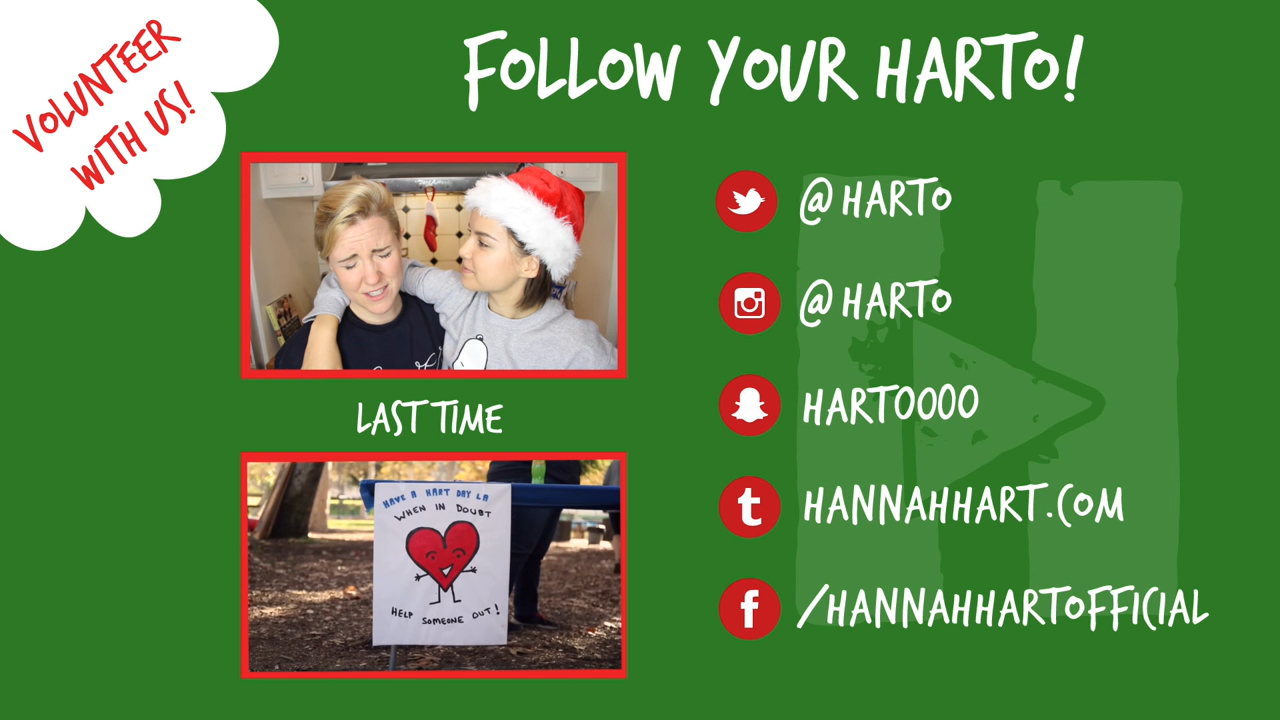 VOLUNTEER
WITH US!
FOLLOW YOUR HARTO!
@HARTO
@HARTO
HARTOOOO
HANNAHHART.COM
/HANNAHHARTOFFICIAL
LAST TIME
HAVE A HART DAY LA
WHEN IN DOUBT
HELP SOMEONE OUT!